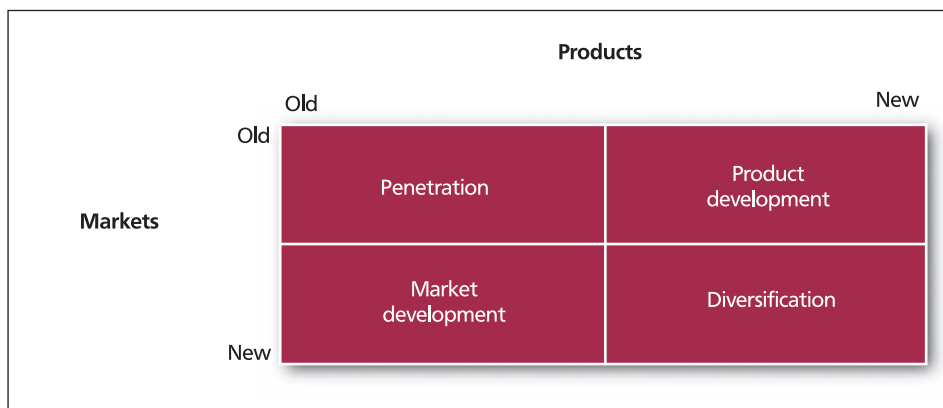 Products
Old
New
Old
Penetration
Product
development
Markets
Market
development
Diversification
New